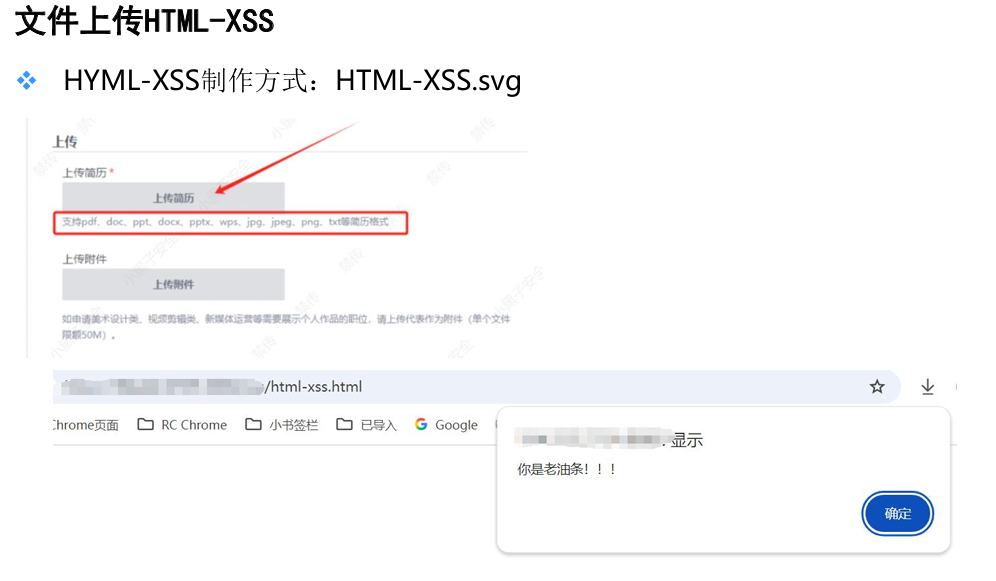 文件上传HTML-XSS
HYML-XSS制作方式：HTML-XSS.svg
上传
上传简历 *
上传简历
支持pdf、doc、ppt、docx、pptx、wps、jpg、jpeg、png、txt等简历格式
上传附件
上传附件
如申请美术设计类、视频剪辑类、新媒体运营等需要展示个人作品的职位，请上传代表作为附件（单个文件
限额50M）。
/html-xss.html
Chrome页面 RC Chrome 小书签栏 已导入 Google
显示
你是老油条！！！
确定